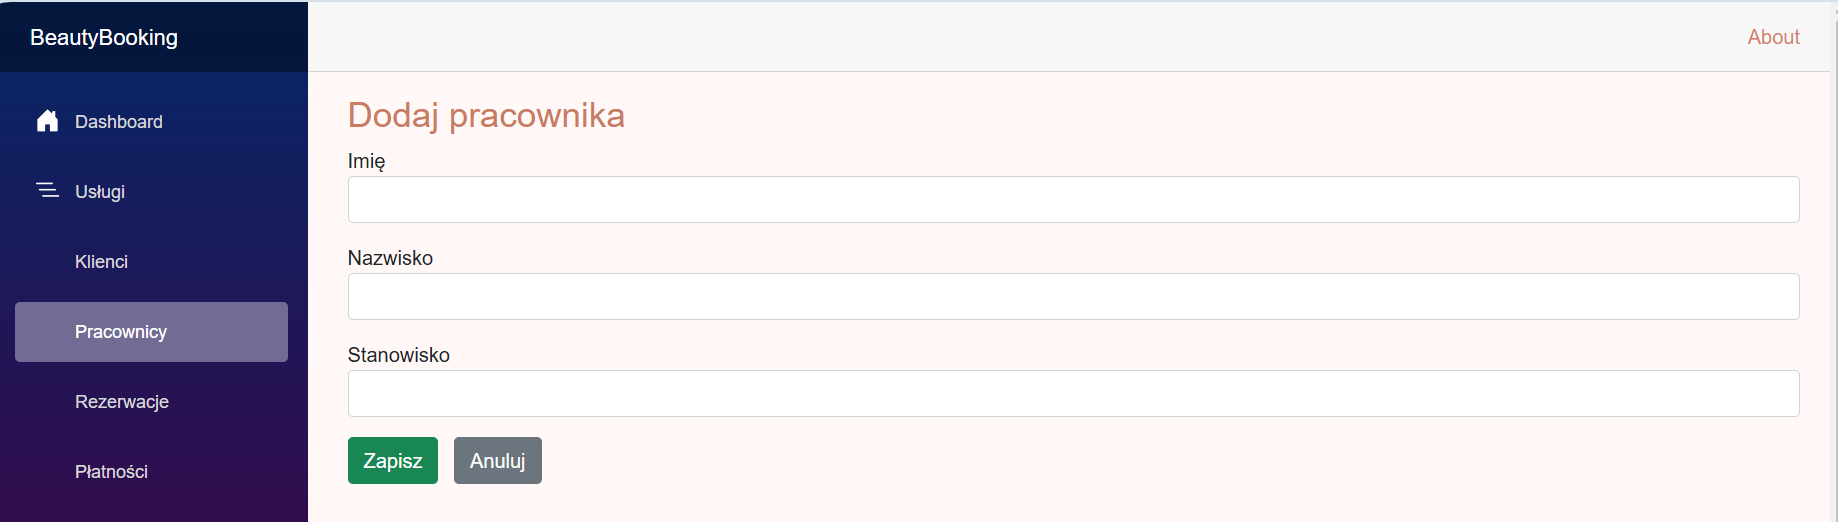 BeautyBooking
About
Dashboard
Usługi
Klienci
Pracownicy
Rezerwacje
Płatności
Dodaj pracownika
Imię
Nazwisko
Stanowisko
Zapisz Anuluj